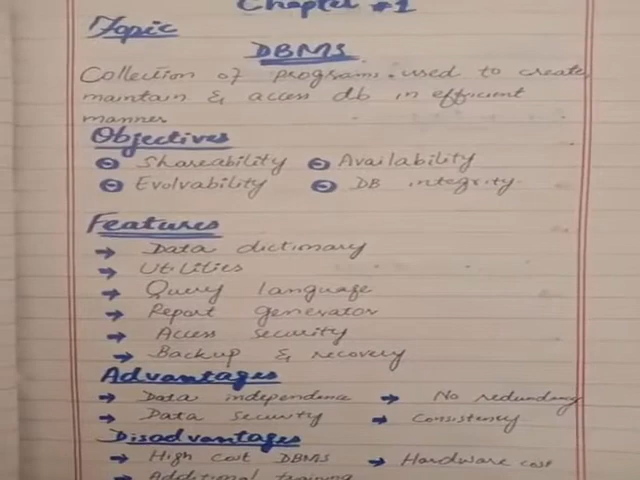 Chapter #1
Topic
DBMS
Collection of programs used to create,
maintain & access db in efficient
manner
Objectives
Shareability Availability
Evolvability DB integrity.
Features
→ Data dictionary
→ Utilities
→ Query language
→ Report generator
→ Access security
→ Backup & recovery
Advantages
→ Data independence → No redundancy
→ Data security → Consistency
Disadvantages
→ High cost DBMS → Hardware cost
→ Additional training